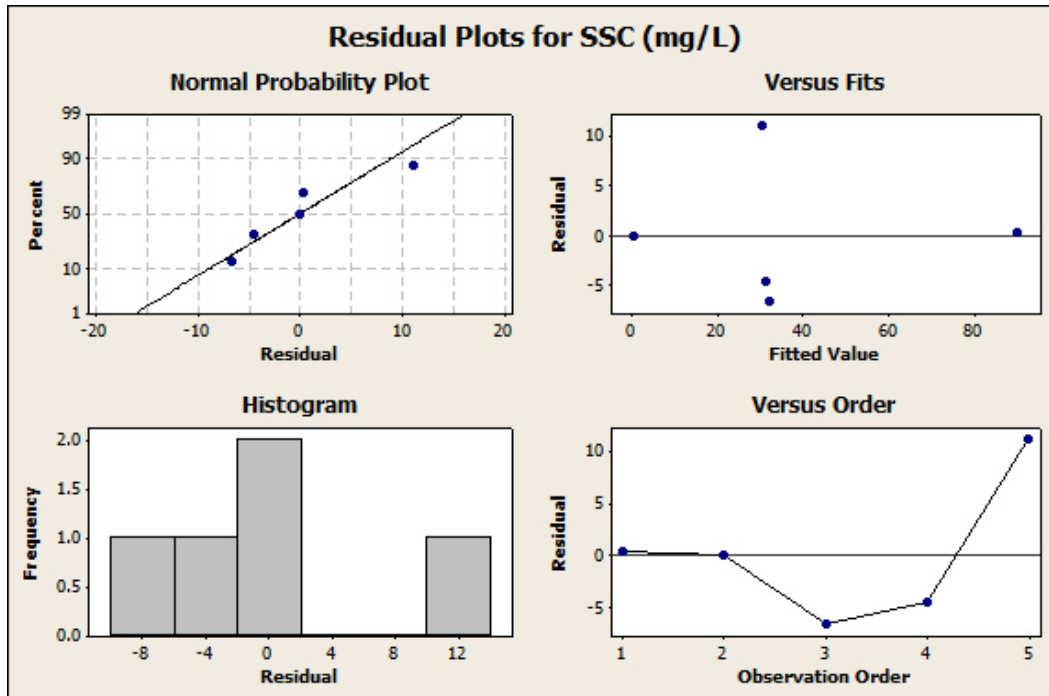 Residual Plots for SSC (mg/L)
Normal Probability Plot
Percent
99
90
50
10
1
-20 -10 0 10 20
Residual
Versus Fits
Residual
10
5
0
-5
0 20 40 60 80
Fitted Value
Histogram
Frequency
2.0
1.5
1.0
0.5
0.0
-8 -4 0 4 8 12
Residual
Versus Order
Residual
10
5
0
-5
1 2 3 4 5
Observation Order